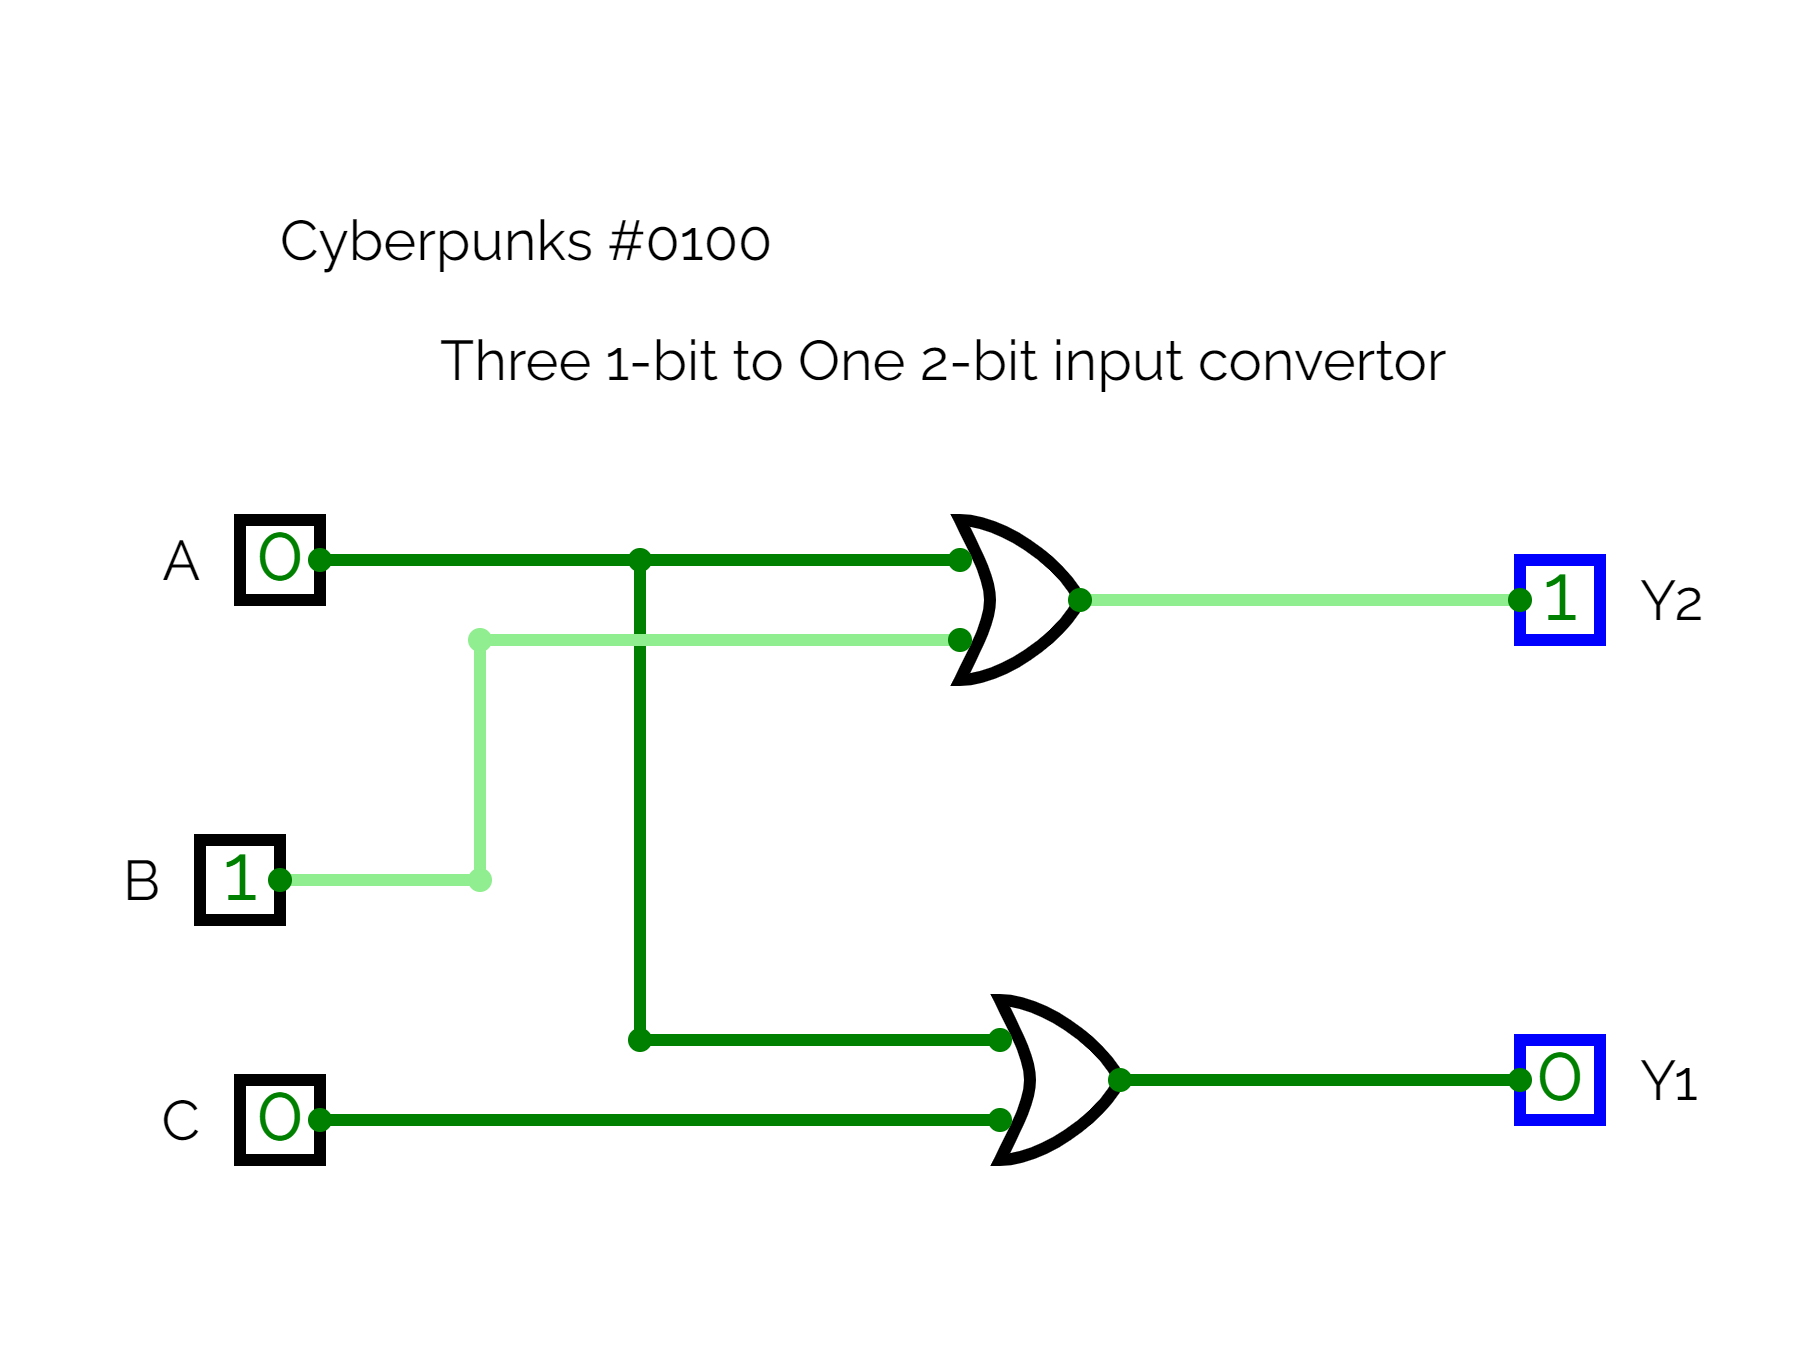 Cyberpunks #0100
Three 1-bit to One 2-bit input convertor
A 0
1 Y2
B 1
C 0
0 Y1